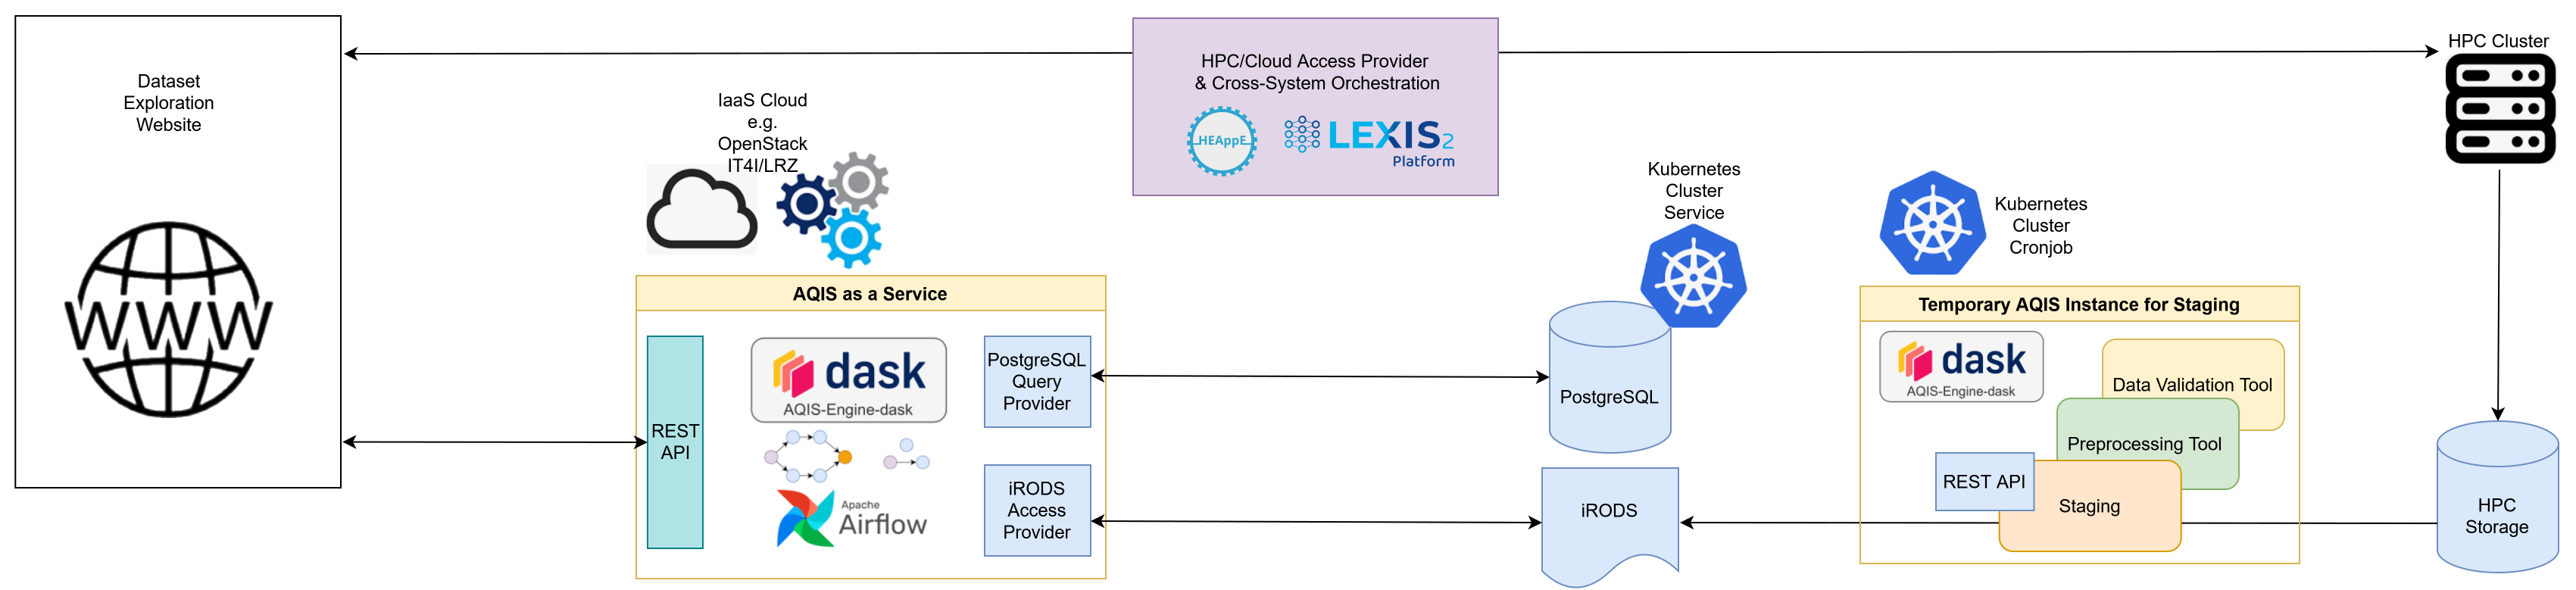 Dataset
Exploration
Website
WWW
IaaS Cloud
e.g.
OpenStack
IT4I/LRZ
HPC/Cloud Access Provider
& Cross-System Orchestration
HEAppE
LEXIS2
Platform
HPC Cluster
Kubernetes
Cluster
Service
Kubernetes
Cluster
Cronjob
AQIS as a Service
REST
API
dask
AQIS-Engine-dask
Apache
Airflow
PostgreSQL
Query
Provider
iRODS
Access
Provider
PostgreSQL
iRODS
Temporary AQIS Instance for Staging
dask
AQIS-Engine-dask
Data Validation Tool
Preprocessing Tool
REST API
Staging
HPC
Storage